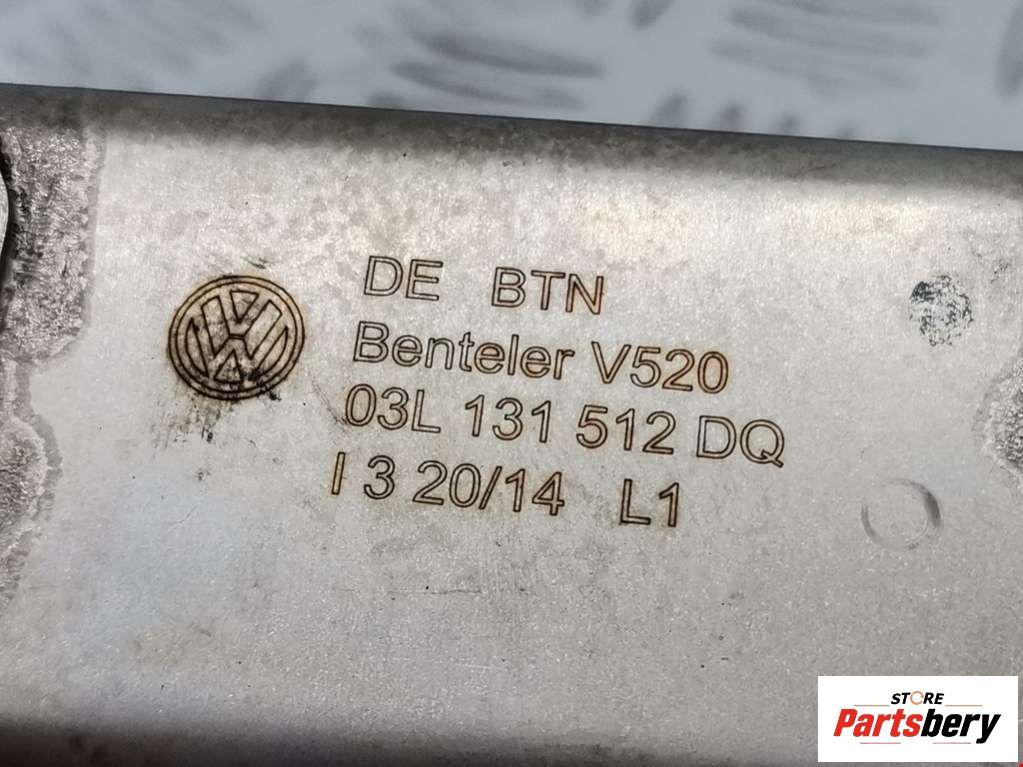 DE BTN
Benteler V520
03L 131 512 DQ
I 3 20/14 L1
STORE
Partsbery